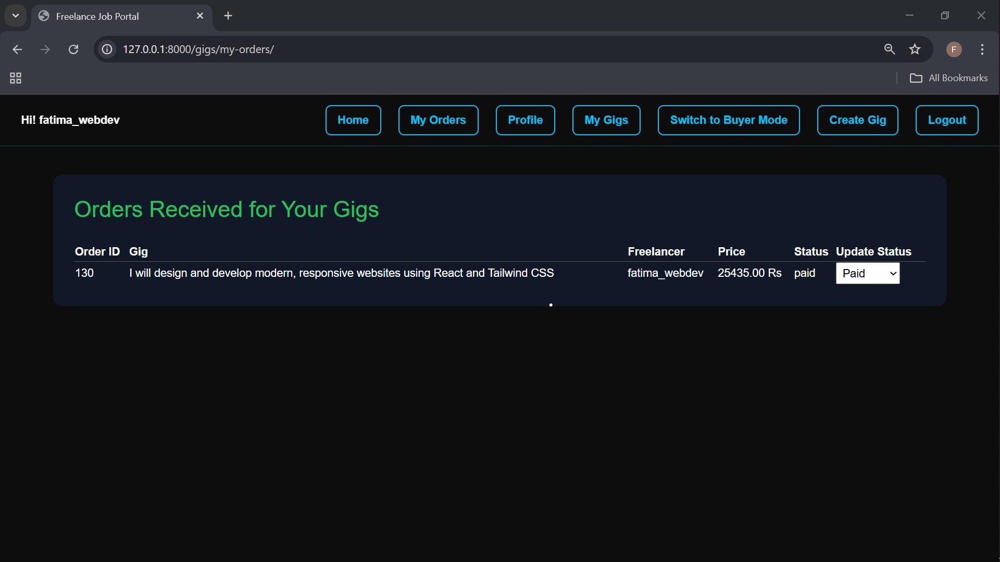 Freelance Job Portal
127.0.0.1:8000/gigs/my-orders/
F
All Bookmarks
Hi! fatima_webdev Home My Orders Profile My Gigs Switch to Buyer Mode Create Gig Logout
Orders Received for Your Gigs
Order ID Gig Freelancer Price Status Update Status
130 I will design and develop modern, responsive websites using React and Tailwind CSS fatima_webdev 25435.00 Rs paid Paid